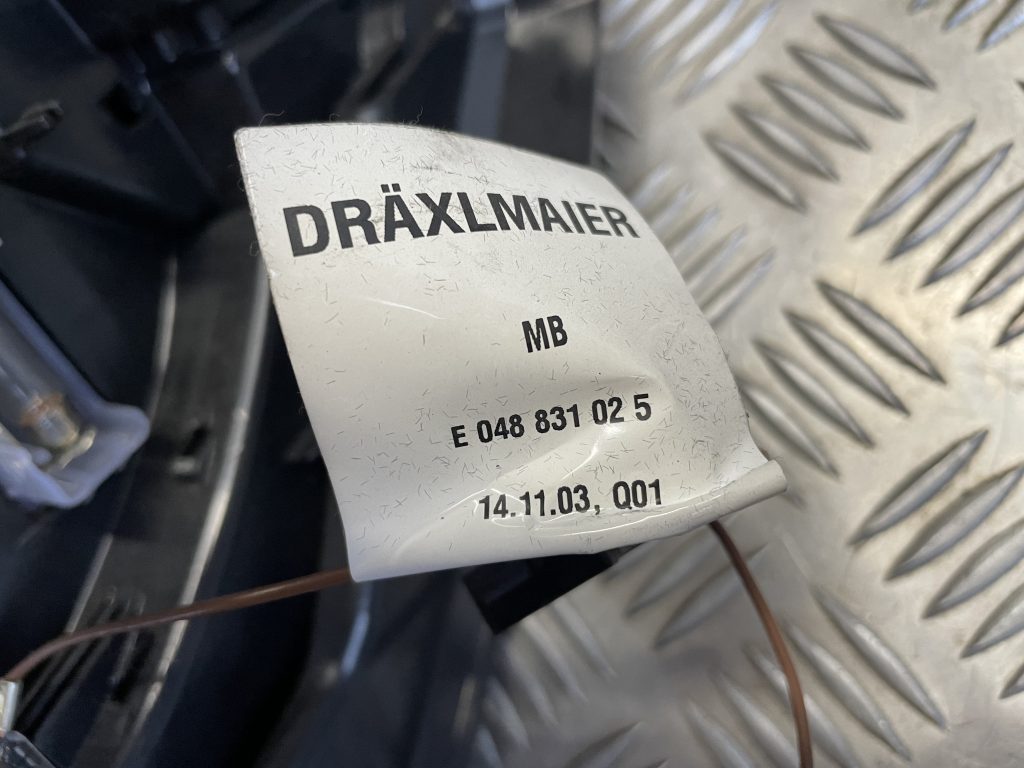 DRÄXLMAIER
MB
E 048 831 02 5
14.11.03, Q01